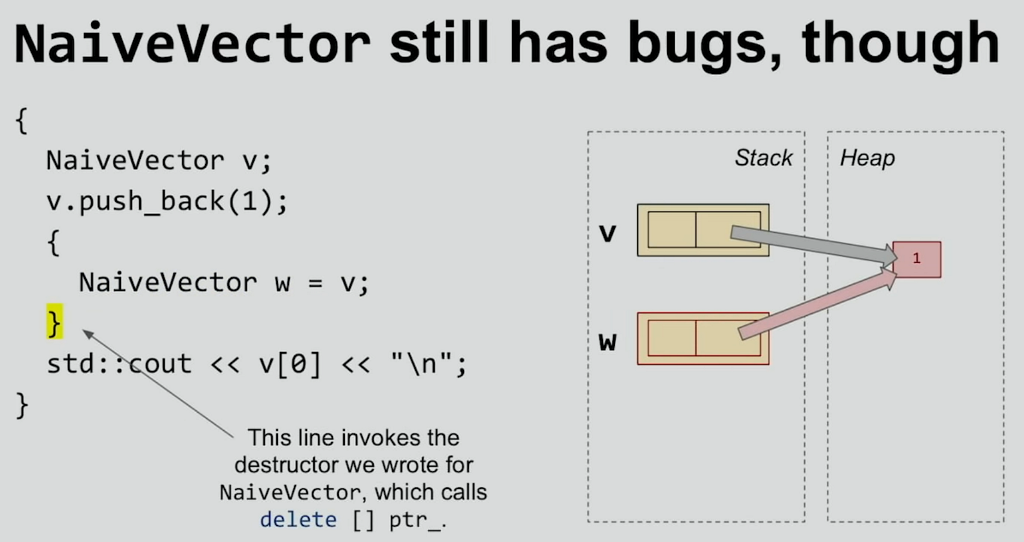 NaiveVector still has bugs, though
{
  NaiveVector v;
  v.push_back(1);
  {
    NaiveVector w = v;
  }
  std::cout << v[0] << "\n";
}
This line invokes the
destructor we wrote for
NaiveVector, which calls
delete [] ptr_.
Stack
Heap
v
1
w